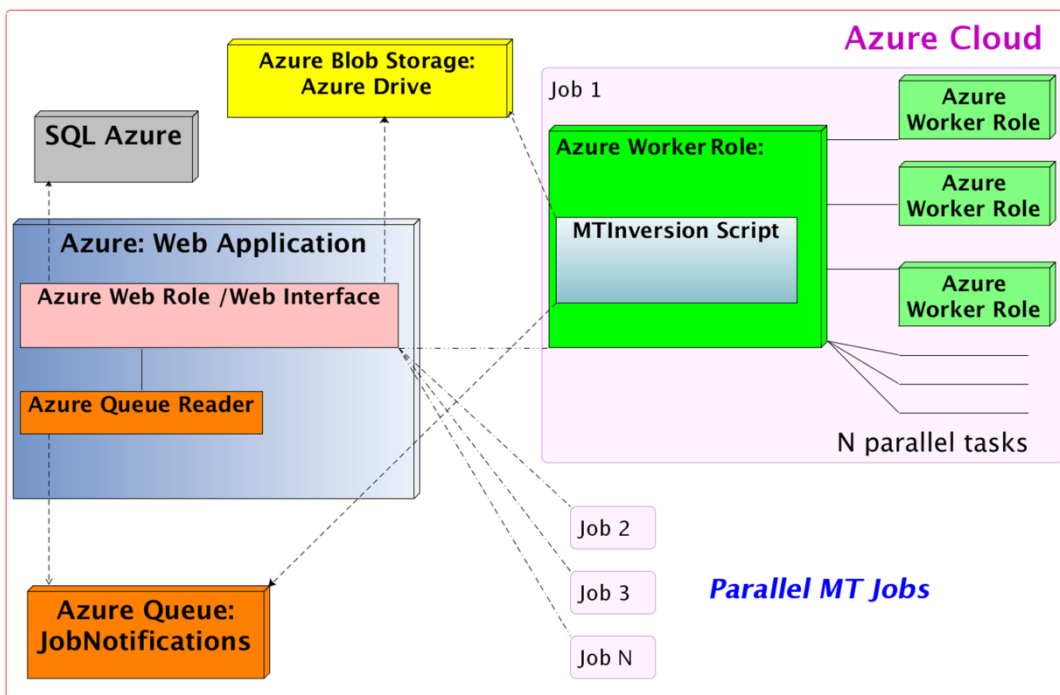 Azure Cloud
Azure Blob Storage:
Azure Drive
SQL Azure
Job 1
Azure
Worker Role
Azure Worker Role:
Azure
Worker Role
MTInversion Script
Azure
Worker Role
N parallel tasks
Azure: Web Application
Azure Web Role /Web Interface
Azure Queue Reader
Job 2
Job 3
Job N
Parallel MT Jobs
Azure Queue:
JobNotifications